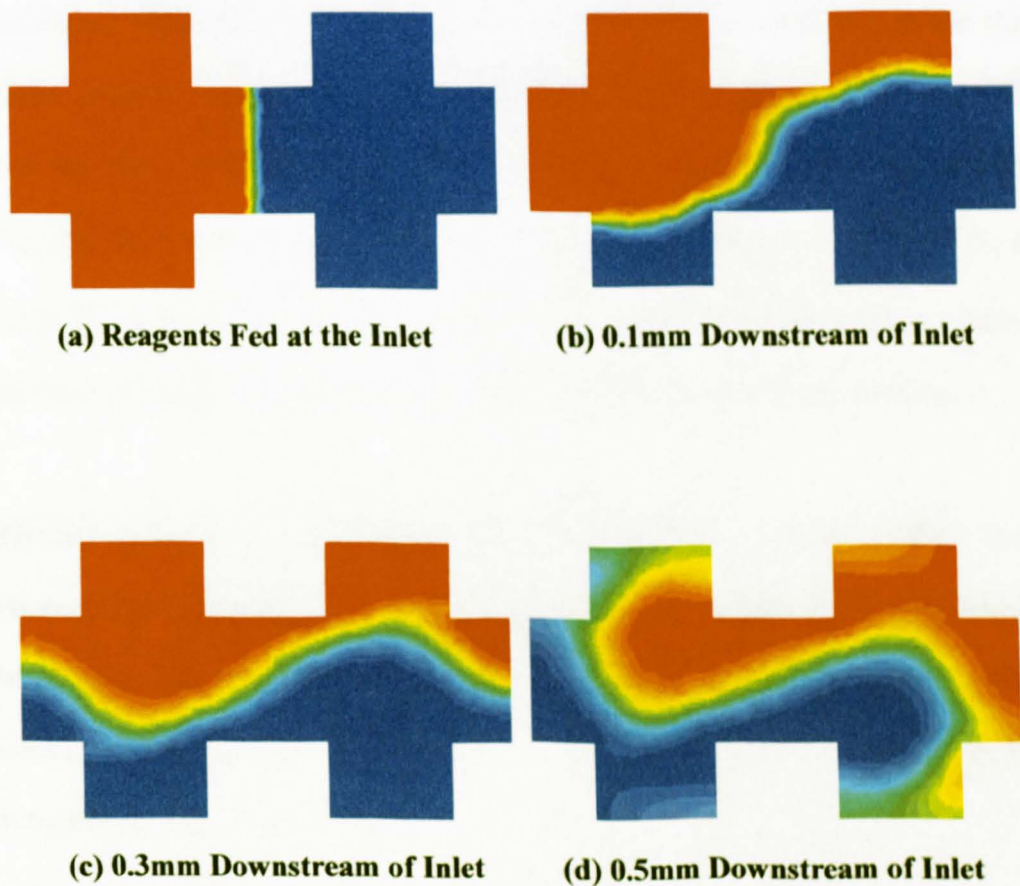 (a) Reagents Fed at the Inlet
(b) 0.1mm Downstream of Inlet
(c) 0.3mm Downstream of Inlet
(d) 0.5mm Downstream of Inlet